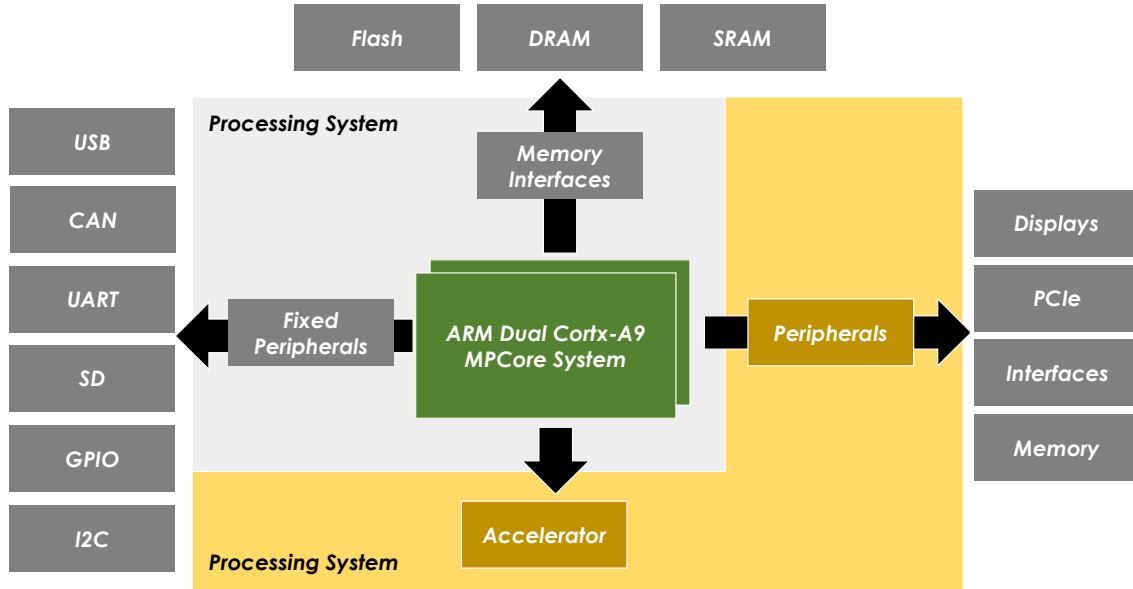 Flash
DRAM
SRAM
Processing System
Memory
Interfaces
USB
CAN
UART
SD
GPIO
I2C
Fixed
Peripherals
ARM Dual Cortx-A9
MPCore System
Peripherals
Displays
PCIe
Interfaces
Memory
Accelerator
Processing System